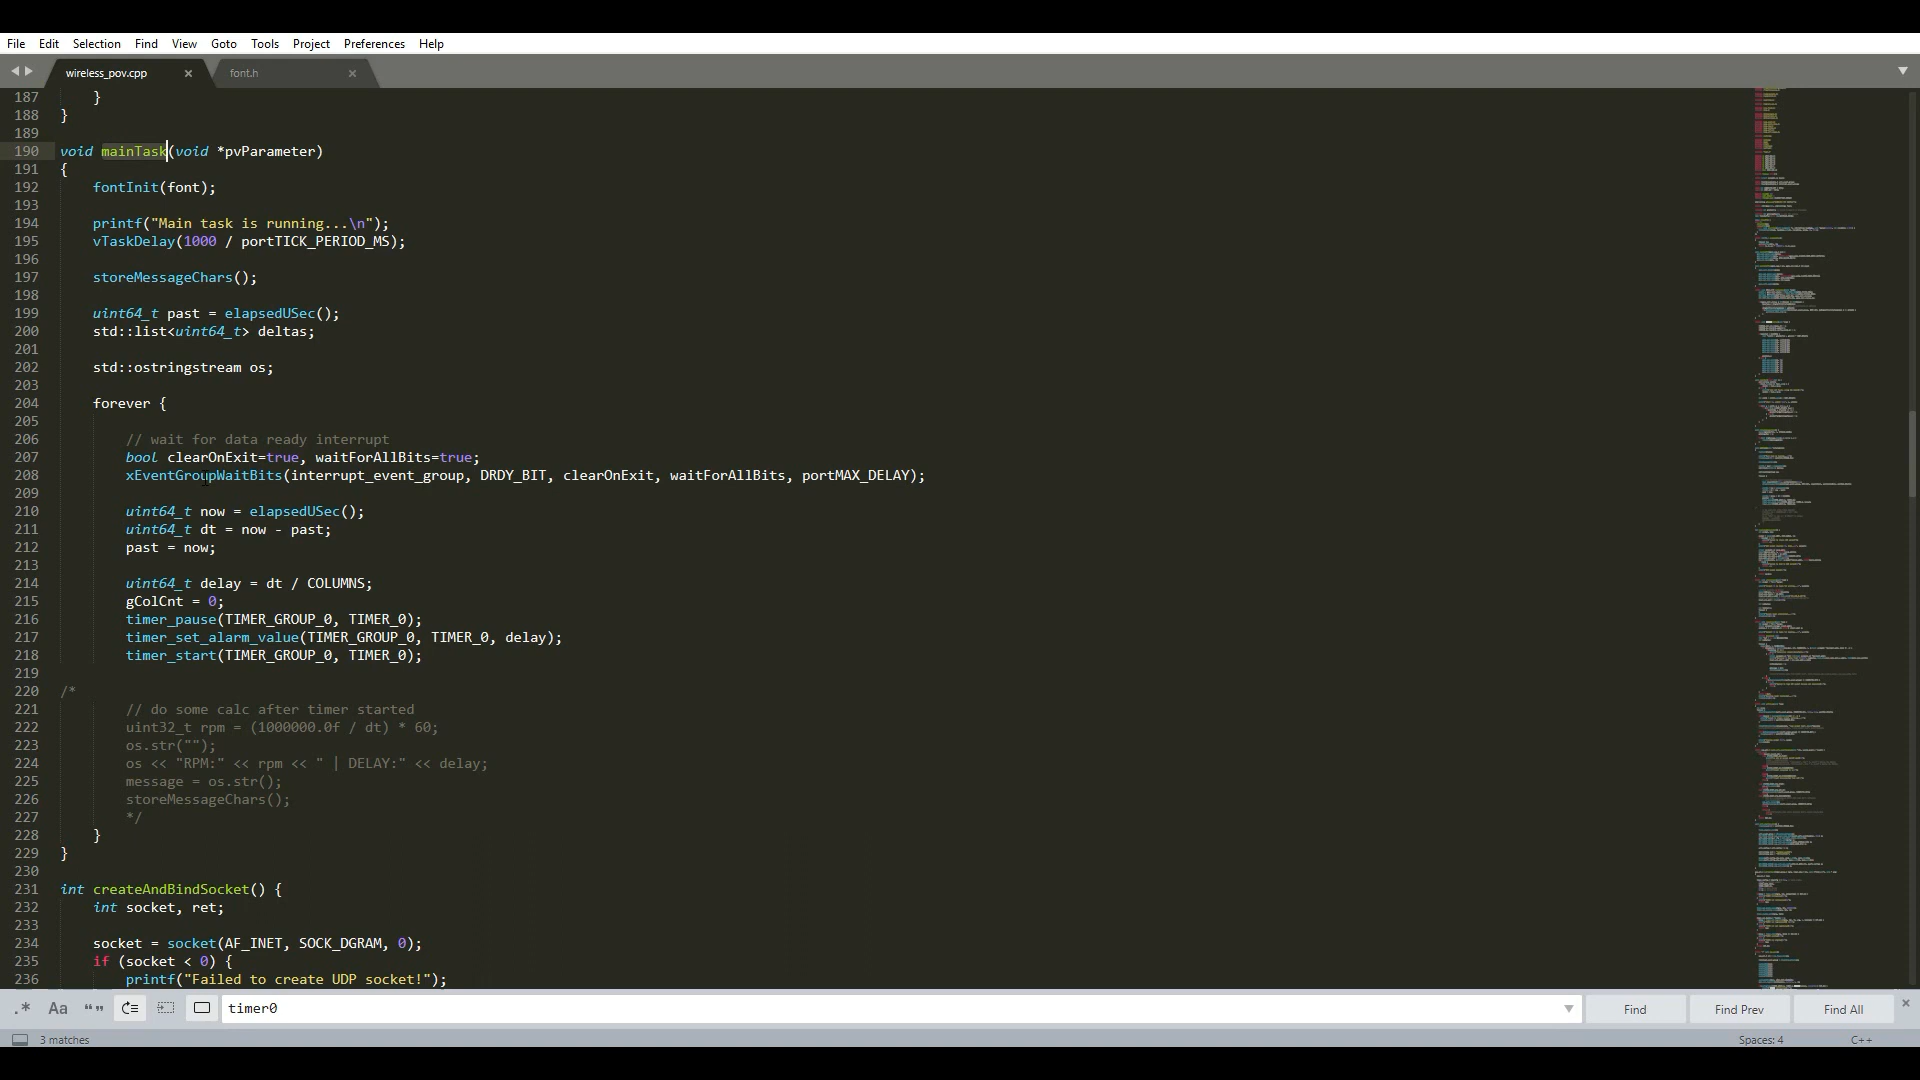 File Edit Selection Find View Goto Tools Project Preferences Help
wireless_pov.cpp × font.h ×
187 }
188 }
189
190 void mainTask(void *pvParameter)
191 {
192 fontInit(font);
193
194 printf("Main task is running...\n");
195 vTaskDelay(1000 / portTICK_PERIOD_MS);
196
197 storeMessageChars();
198
199 uint64_t past = elapsedUSec();
200 std::list<uint64_t> deltas;
201
202 std::ostringstream os;
203
204 forever {
205
206 // wait for data ready interrupt
207 bool clearOnExit=true, waitForAllBits=true;
208 xEventGroupWaitBits(interrupt_event_group, DRDY_BIT, clearOnExit, waitForAllBits, portMAX_DELAY);
209
210 uint64_t now = elapsedUSec();
211 uint64_t dt = now - past;
212 past = now;
213
214 uint64_t delay = dt / COLUMNS;
215 gColCnt = 0;
216 timer_pause(TIMER_GROUP_0, TIMER_0);
217 timer_set_alarm_value(TIMER_GROUP_0, TIMER_0, delay);
218 timer_start(TIMER_GROUP_0, TIMER_0);
219
220 /*
221 // do some calc after timer started
222 uint32_t rpm = (1000000.0f / dt) * 60;
223 os.str("");
224 os << "RPM:" << rpm << " | DELAY:" << delay;
225 message = os.str();
226 storeMessageChars();
227 */
228 }
229 }
230
231 int createAndBindSocket() {
232 int socket, ret;
233
234 socket = socket(AF_INET, SOCK_DGRAM, 0);
235 if (socket < 0) {
236 printf("Failed to create UDP socket!");
.* Aa “” timer0 Find Find Prev Find All ×
3 matches Spaces: 4 C++